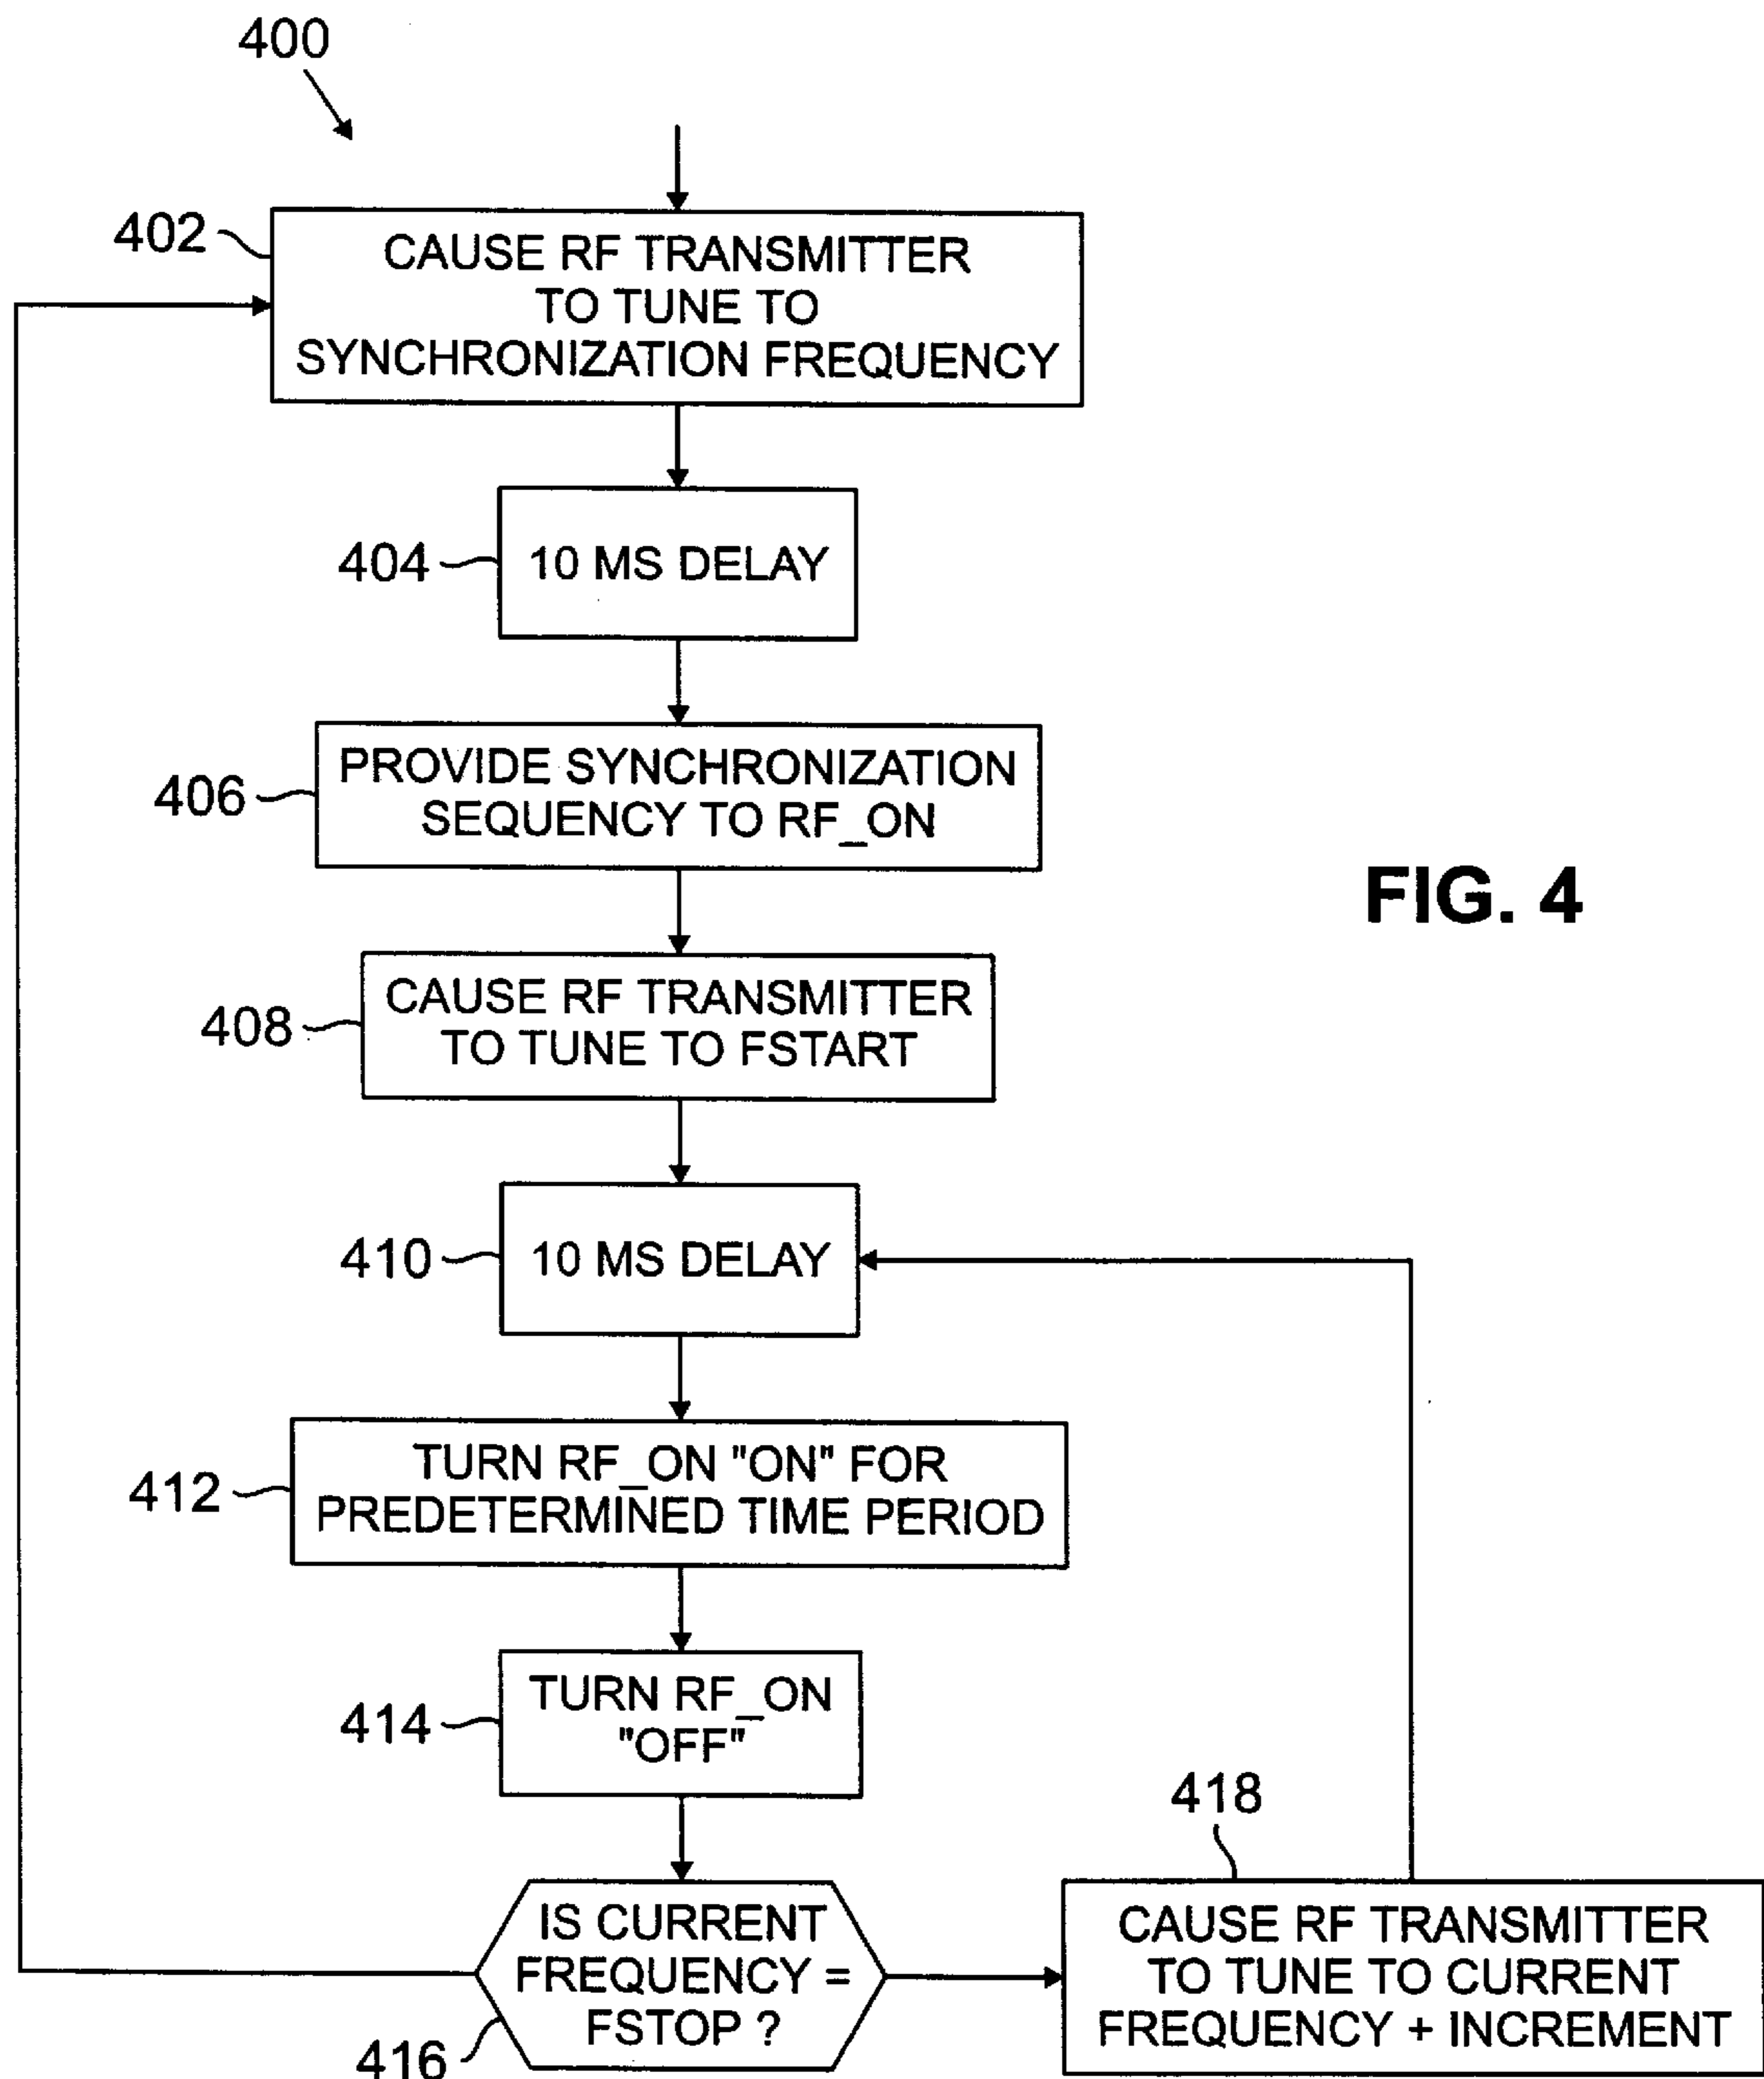 400
402
CAUSE RF TRANSMITTER
TO TUNE TO
SYNCHRONIZATION FREQUENCY
404
10 MS DELAY
406
PROVIDE SYNCHRONIZATION
SEQUENCY TO RF_ON
FIG. 4
408
CAUSE RF TRANSMITTER
TO TUNE TO FSTART
410
10 MS DELAY
412
TURN RF_ON "ON" FOR
PREDETERMINED TIME PERIOD
414
TURN RF_ON
"OFF"
416
IS CURRENT
FREQUENCY =
FSTOP ?
418
CAUSE RF TRANSMITTER
TO TUNE TO CURRENT
FREQUENCY + INCREMENT